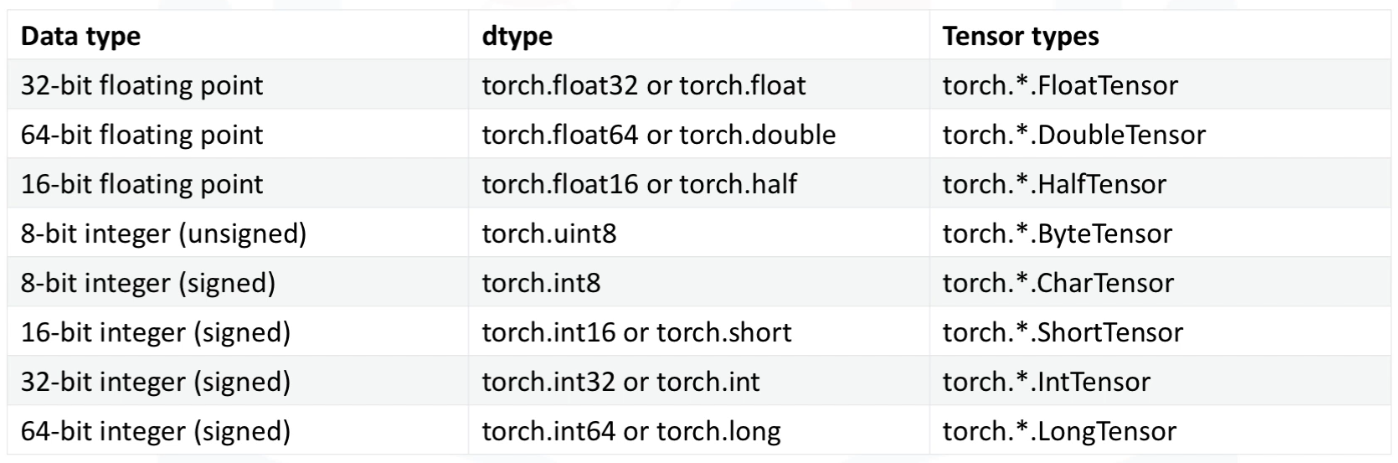 Data type dtype Tensor types
32-bit floating point torch.float32 or torch.float torch.*.FloatTensor
64-bit floating point torch.float64 or torch.double torch.*.DoubleTensor
16-bit floating point torch.float16 or torch.half torch.*.HalfTensor
8-bit integer (unsigned) torch.uint8 torch.*.ByteTensor
8-bit integer (signed) torch.int8 torch.*.CharTensor
16-bit integer (signed) torch.int16 or torch.short torch.*.ShortTensor
32-bit integer (signed) torch.int32 or torch.int torch.*.IntTensor
64-bit integer (signed) torch.int64 or torch.long torch.*.LongTensor